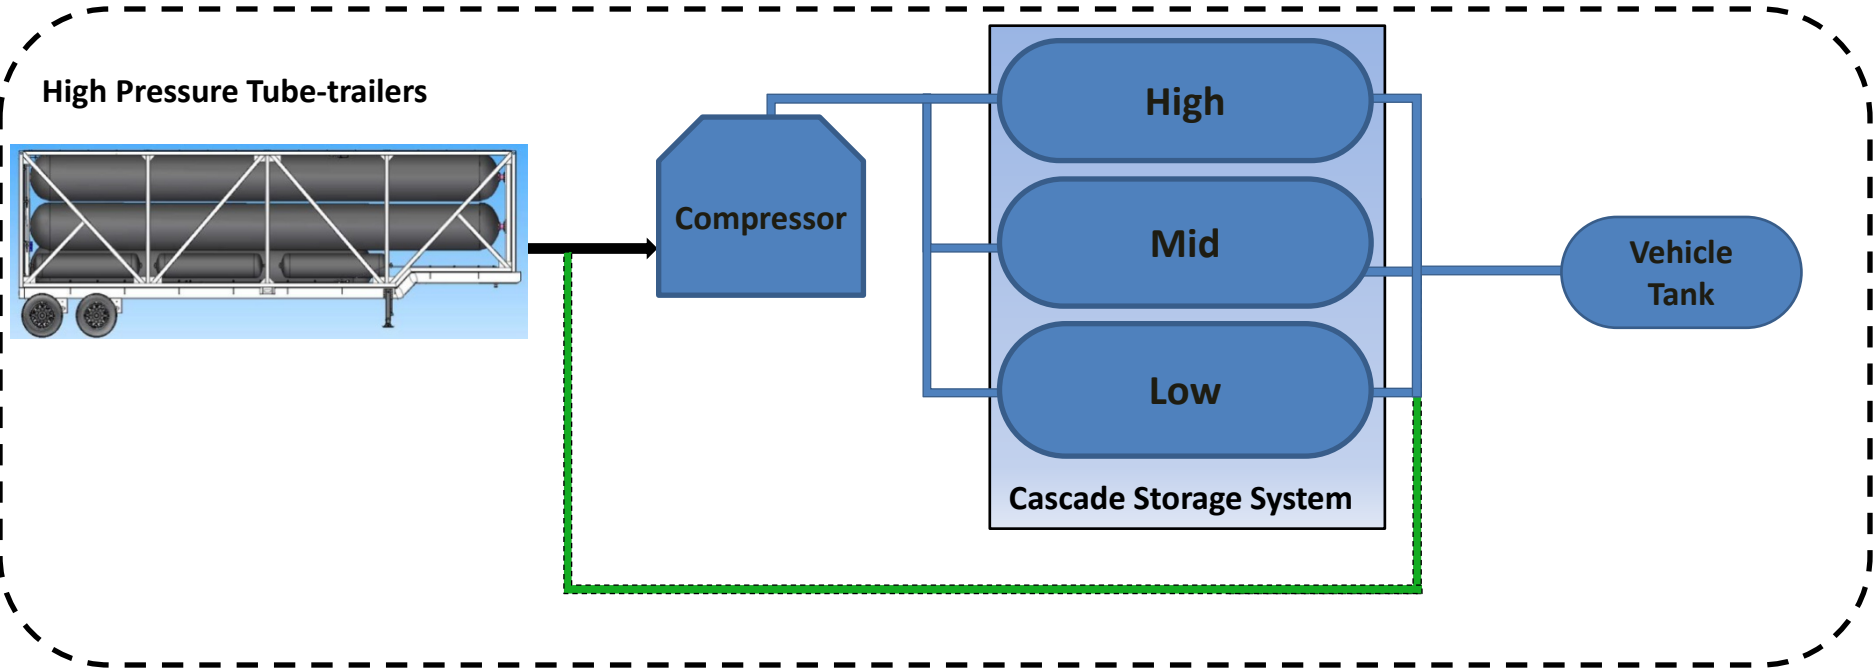 High Pressure Tube-trailers
Compressor
High
Mid
Low
Cascade Storage System
Vehicle
Tank